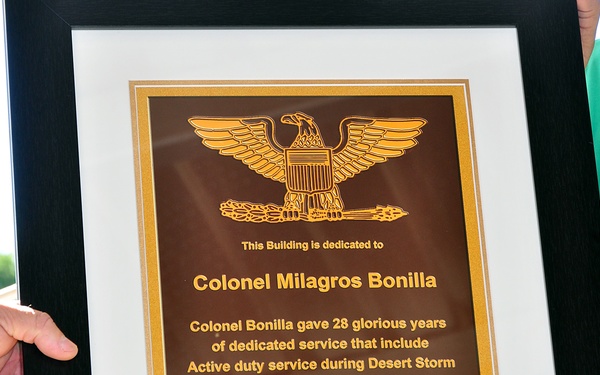 This Building is dedicated to
Colonel Milagros Bonilla
Colonel Bonilla gave 28 glorious years
of dedicated service that include
Active duty service during Desert Storm